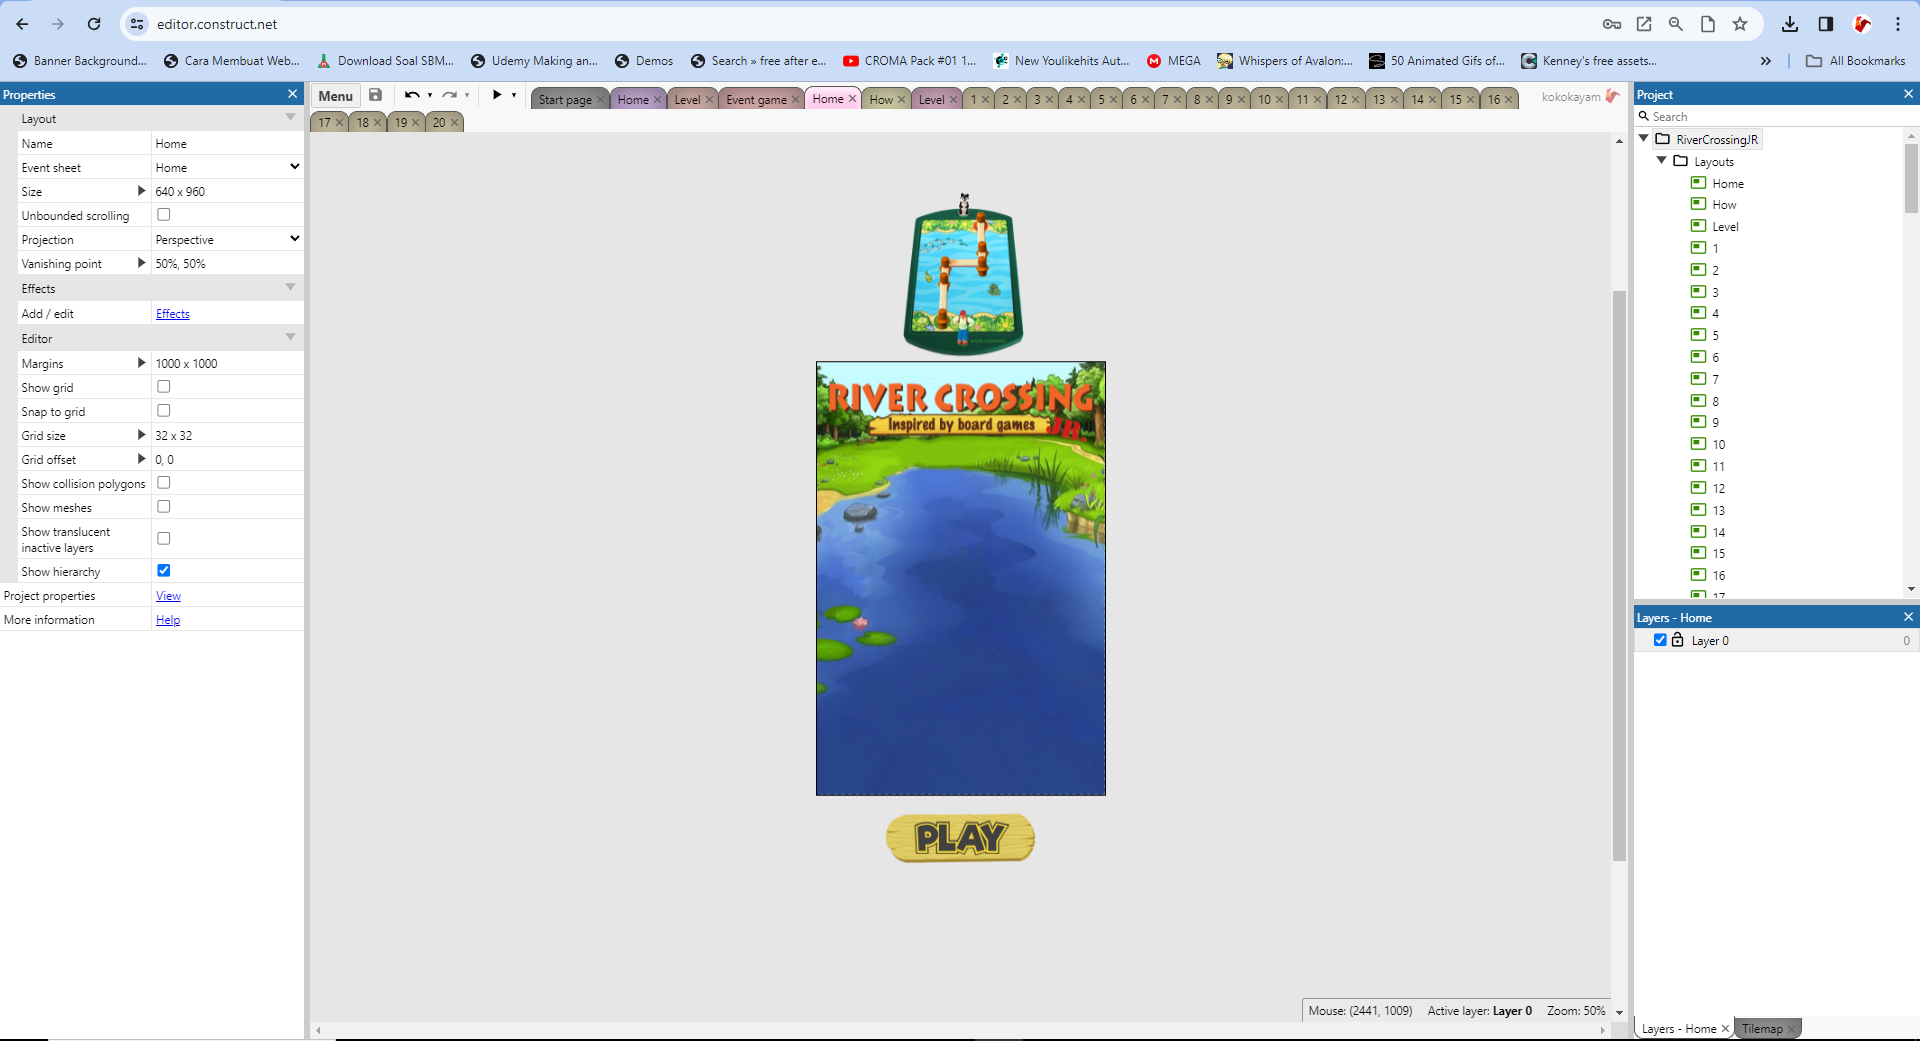 editor.construct.net
Banner Background... Cara Membuat Web... Download Soal SBM... Udemy Making an... Demos Search » free after e... CROMA Pack #01 1... New Youlikehits Aut... MEGA Whispers of Avalon:... 50 Animated Gifs of... Kenney's free assets... » All Bookmarks
Properties
Layout
Name Home
Event sheet Home
Size 640 x 960
Unbounded scrolling
Projection Perspective
Vanishing point 50%, 50%
Effects
Add / edit Effects
Editor
Margins 1000 x 1000
Show grid
Snap to grid
Grid size 32 x 32
Grid offset 0, 0
Show collision polygons
Show meshes
Show translucent
inactive layers
Show hierarchy
Project properties View
More information Help
Menu Start page Home Level Event game Home How Level 1 2 3 4 5 6 7 8 9 10 11 12 13 14 15 16 kokokayam
17 18 19 20
RIVER CROSSING
Inspired by board games JR.
PLAY
Mouse: (2441, 1009) Active layer: Layer 0 Zoom: 50%
Project
Search
RiverCrossingJR
Layouts
Home
How
Level
1
2
3
4
5
6
7
8
9
10
11
12
13
14
15
16
17
Layers - Home
Layer 0 0
Layers - Home Tilemap